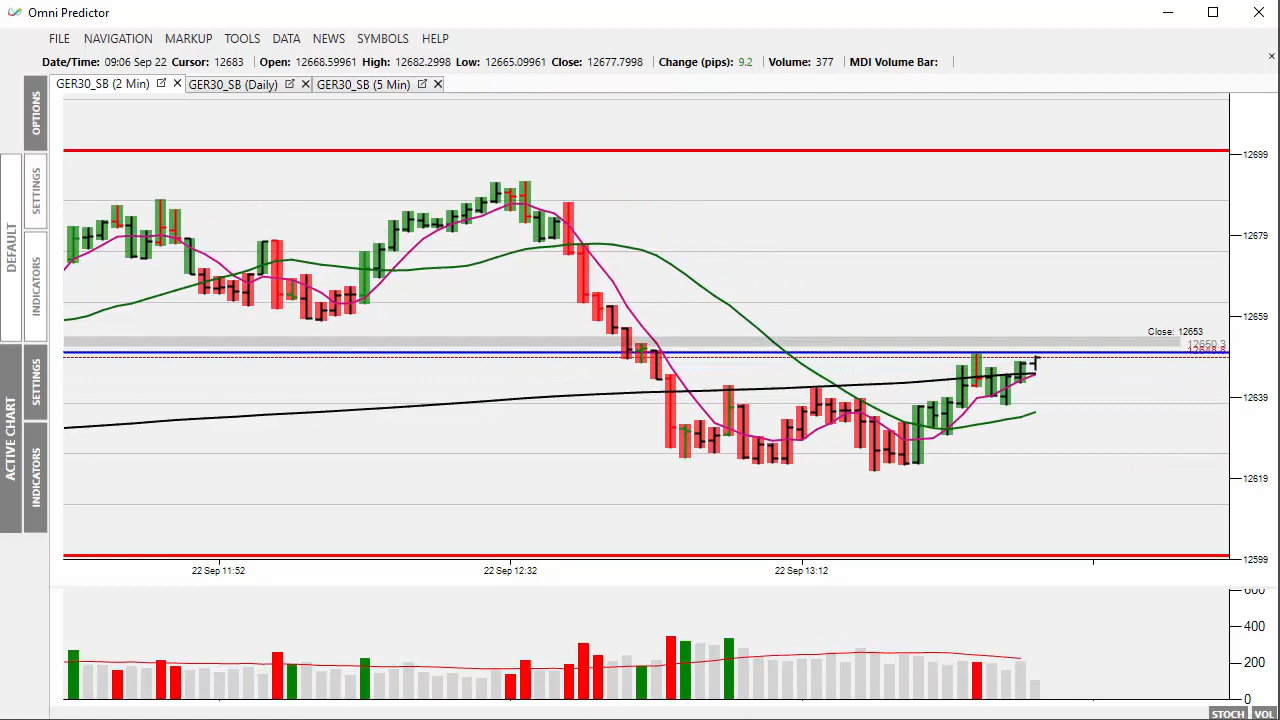 Omni Predictor
FILE NAVIGATION MARKUP TOOLS DATA NEWS SYMBOLS HELP
Date/Time: 09:06 Sep 22 Cursor: 12683 Open: 12668.59961 High: 12682.2998 Low: 12665.09961 Close: 12677.7998 Change (pips): 9.2 Volume: 377 MDI Volume Bar:
GER30_SB (2 Min) GER30_SB (Daily) GER30_SB (5 Min)
OPTIONS
DEFAULT
SETTINGS
INDICATORS
ACTIVE CHART
SETTINGS
INDICATORS
12699
12679
12659
Close: 12653
12650.3
12639
12619
12599
22 Sep 11:52 22 Sep 12:32 22 Sep 13:12
600
400
200
0
STOCH VOL